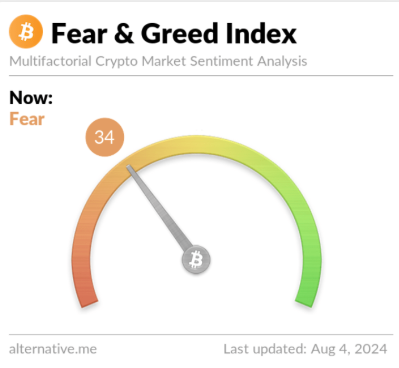 Fear & Greed Index
Multifactorial Crypto Market Sentiment Analysis
Now:
Fear
34
alternative.me
Last updated: Aug 4, 2024